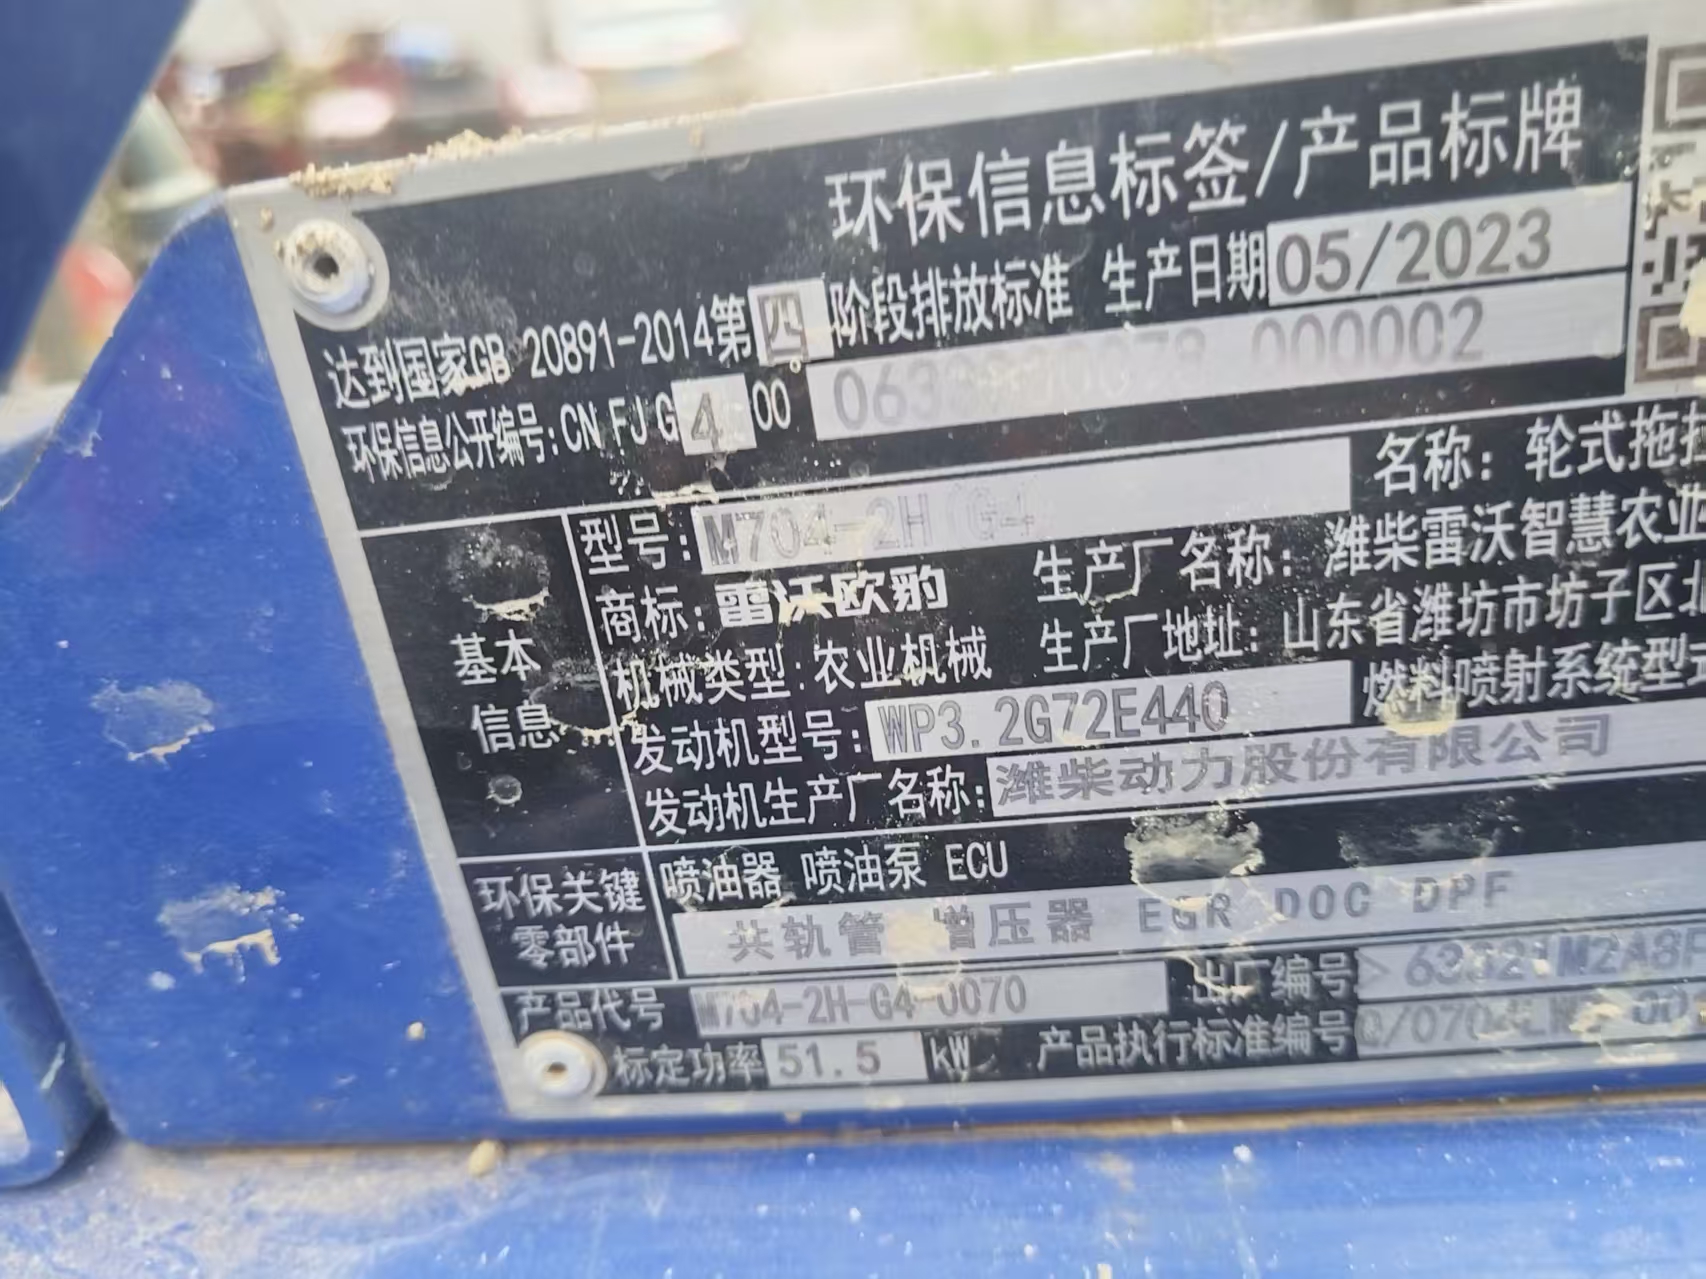 环保信息标签/产品标牌
达到国家GB 20891-2014第四阶段排放标准 生产日期05/2023
环保信息公开编号:CN FJ G4 00 000002
型号:M704-2H(G4 名称:轮式拖拉
商标:雷沃欧豹 生产厂名称:潍柴雷沃智慧农业
机械类型:农业机械 生产厂地址:山东省潍坊市坊子区北
发动机型号:WP3.2G72E440 燃料喷射系统型式
发动机生产厂名称:潍柴动力股份有限公司
基本信息
喷油器 喷油泵 ECU
环保关键零部件
共轨管 增压器 EGR DOC DPF
产品代号 M704-2H-G4-0070 出厂编号
标定功率 51.5 kW 产品执行标准编号